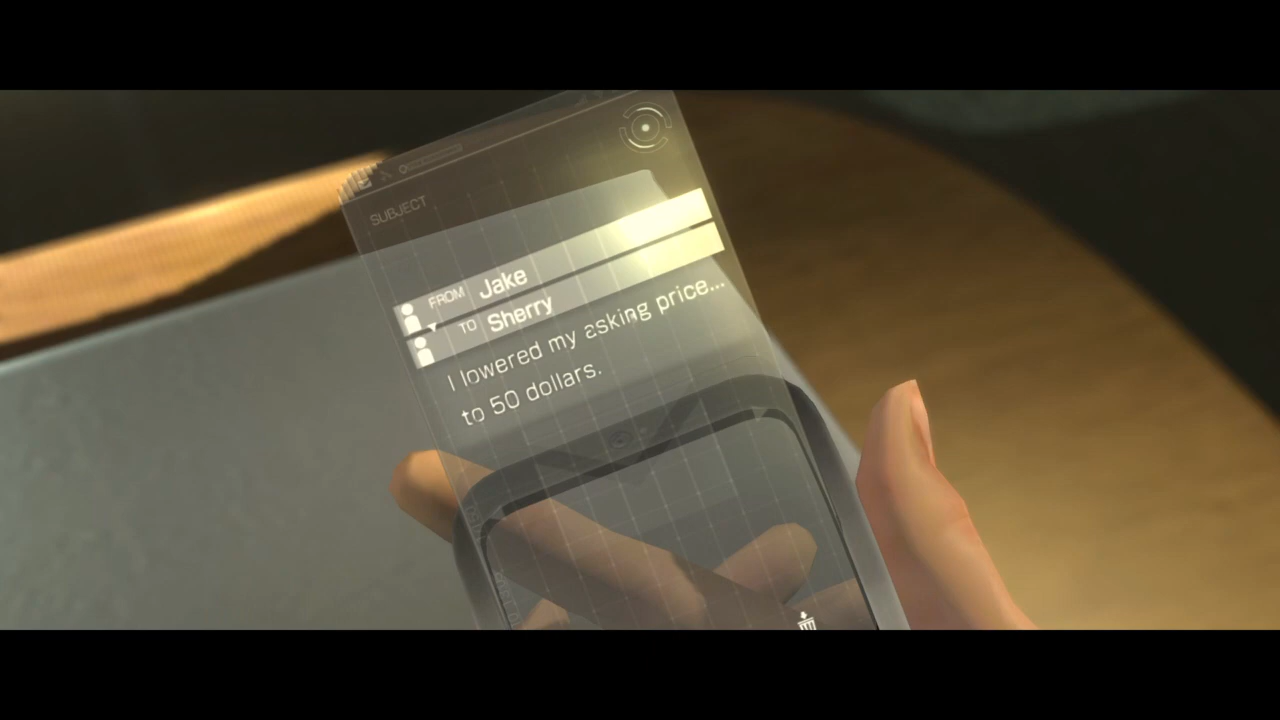 SUBJECT
FROM Jake
TO Sherry
I lowered my asking price...
to 50 dollars.